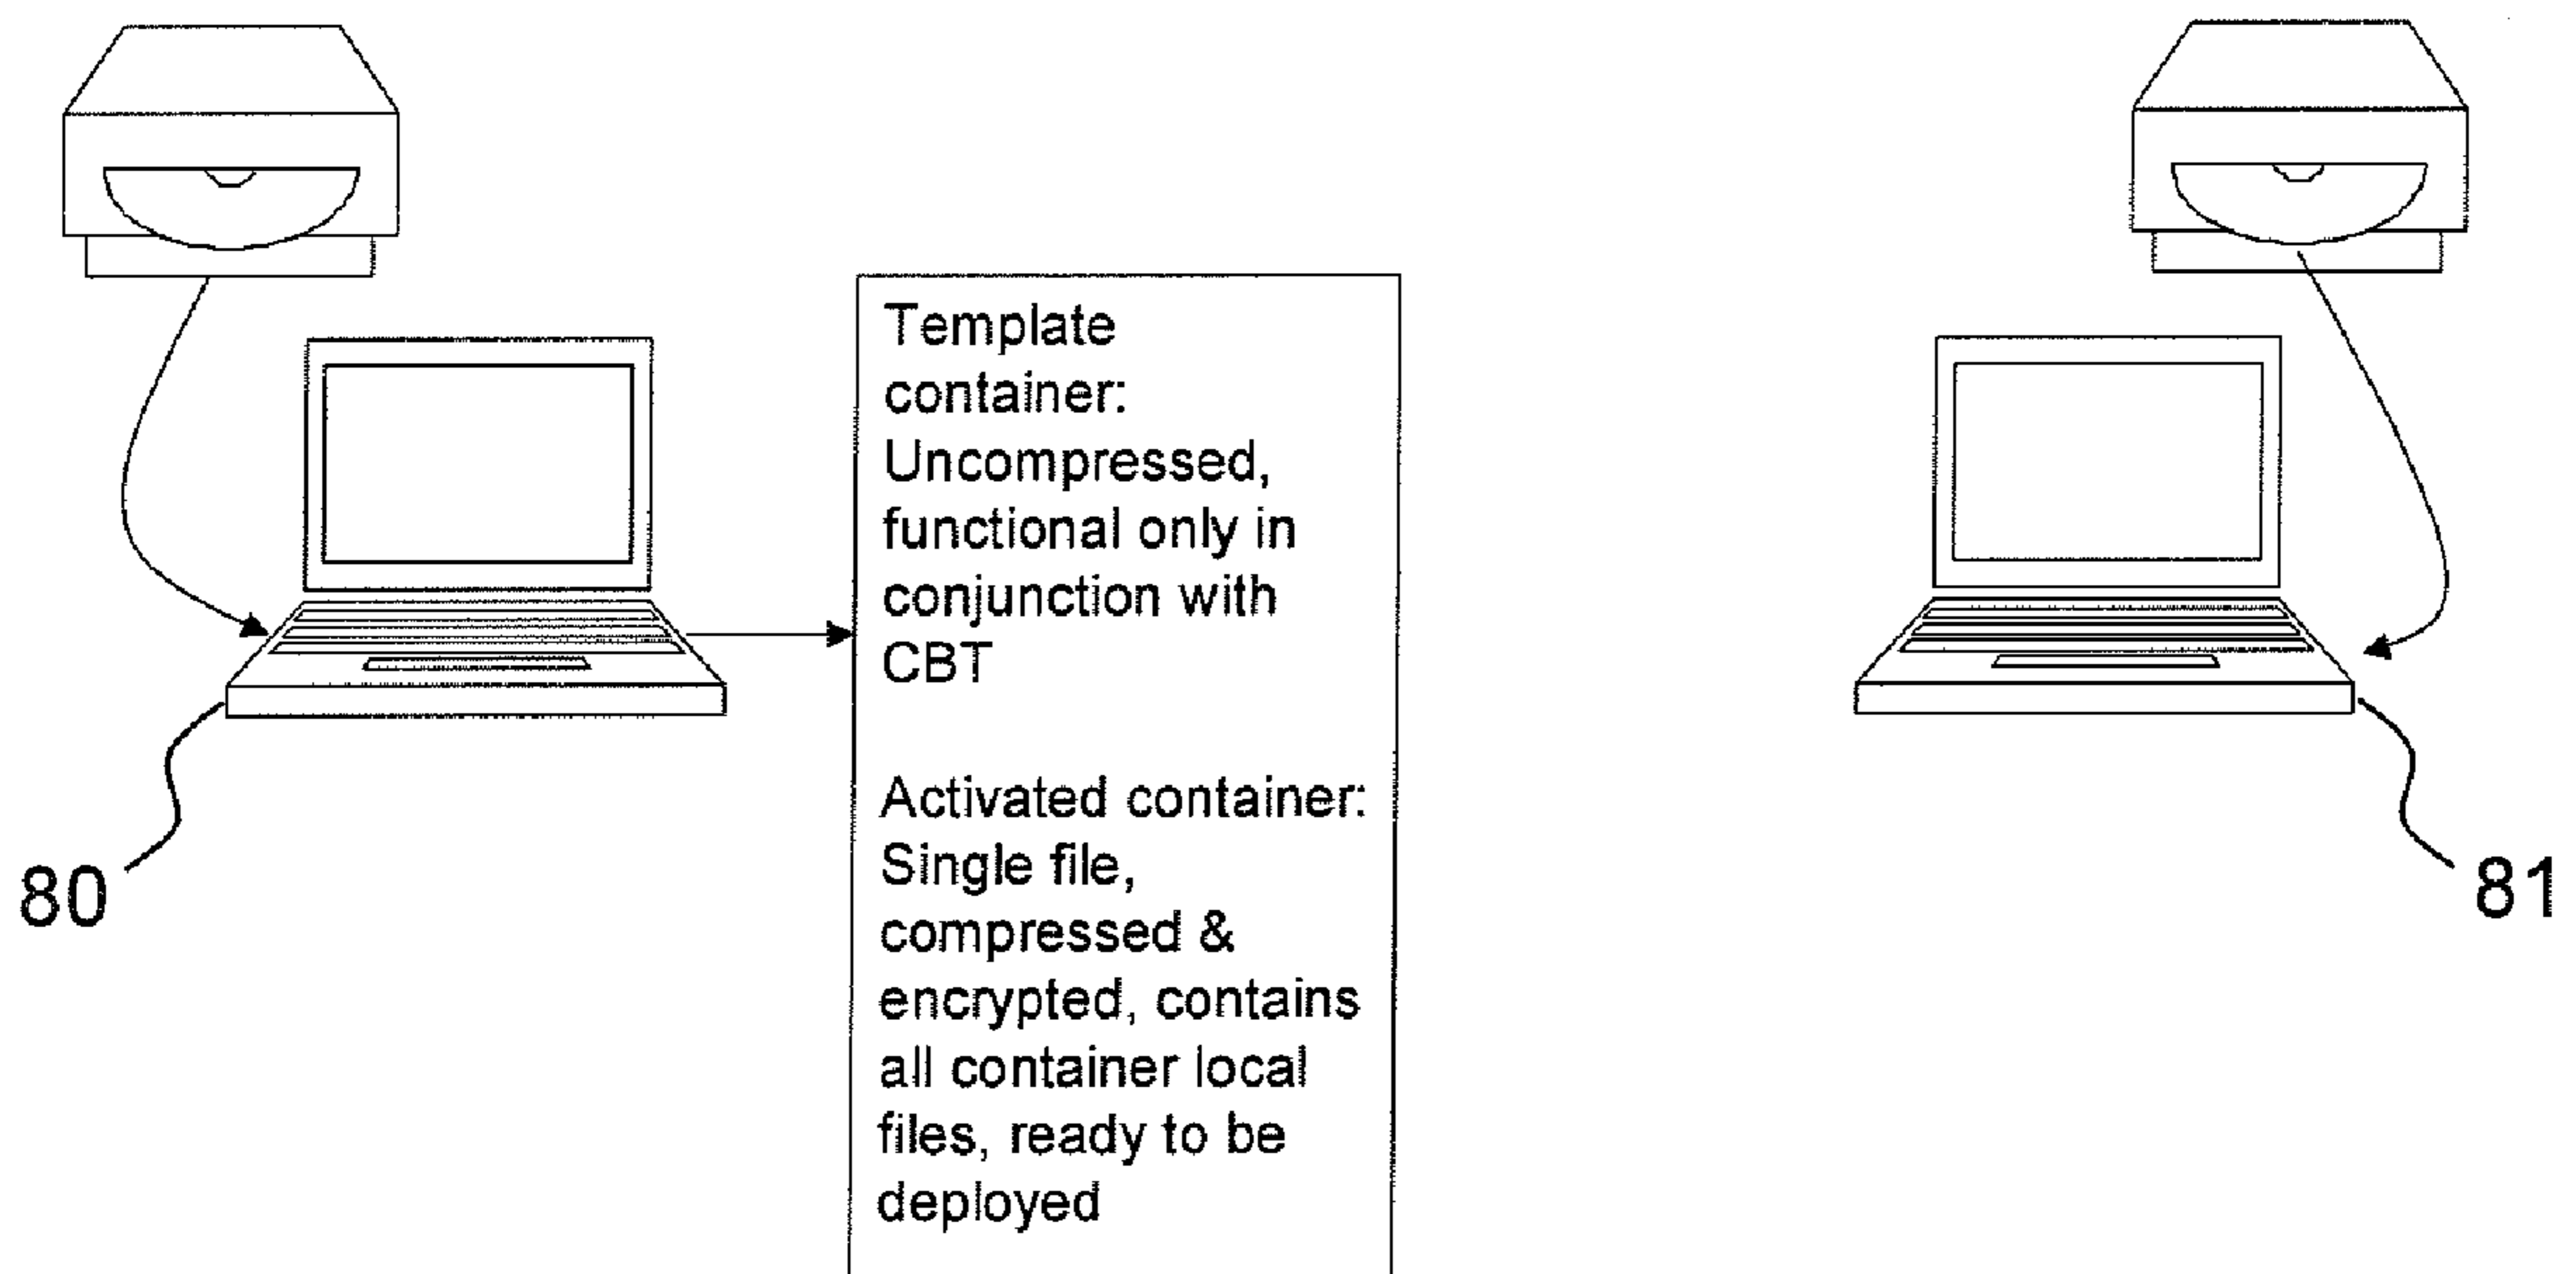 Template
container:
Uncompressed,
functional only in
conjunction with
CBT
Activated container:
Single file,
compressed &
encrypted, contains
all container local
files, ready to be
deployed
80
81